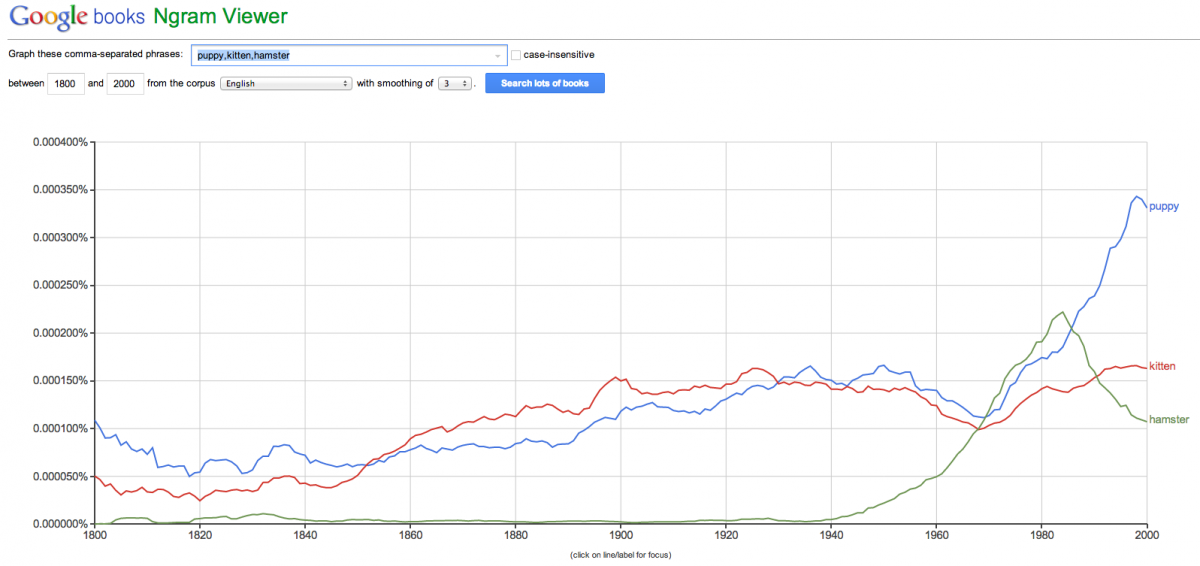 Google books Ngram Viewer
Graph these comma-separated phrases: puppy,kitten,hamster case-insensitive
between 1800 and 2000 from the corpus English with smoothing of 3 . Search lots of books
0.000400%
0.000350%
puppy
0.000300%
0.000250%
0.000200%
kitten
0.000150%
hamster
0.000100%
0.000050%
0.000000%
1800 1820 1840 1860 1880 1900 1920 1940 1960 1980 2000
(click on line/label for focus)